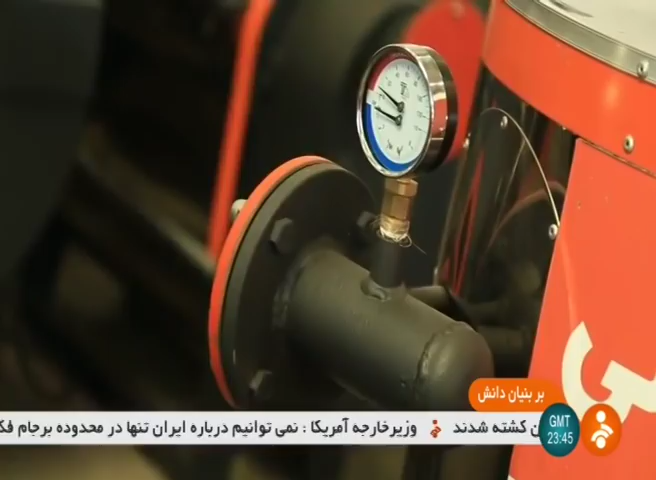 بر بنیان دانش
ن کشته شدند وزیرخارجه آمریکا : نمی توانیم درباره ایران تنها در محدوده برجام فک
GMT
23:45